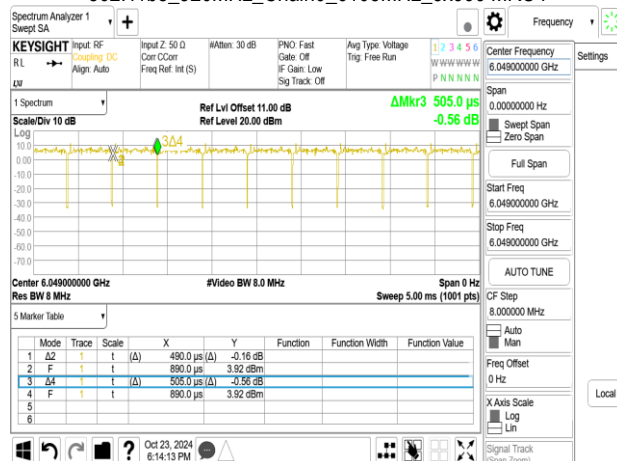 Spectrum Analyzer 1
Swept SA
+
Frequency
KEYSIGHT
Input: RF
Coupling: DC
Align: Auto
Input Z: 50 Ω
Corr CCorr
Freq Ref: Int (S)
#Atten: 30 dB
PNO: Fast
Gate: Off
IF Gain: Low
Sig Track: Off
Avg Type: Voltage
Trig: Free Run
1 2 3 4 5 6
W W W W W W
P N N N N N
R L
LXI
Center Frequency
6.049000000 GHz
Settings
Span
0.00000000 Hz
Swept Span
Zero Span
Full Span
Start Freq
6.049000000 GHz
Stop Freq
6.049000000 GHz
AUTO TUNE
CF Step
8.000000 MHz
Auto
Man
Freq Offset
0 Hz
X Axis Scale
Log
Lin
Signal Track
(Span Zoom)
Local
1 Spectrum
Scale/Div 10 dB
Ref Lvl Offset 11.00 dB
Ref Level 20.00 dBm
ΔMkr3 505.0 µs
-0.56 dB
Log
10.0
0.00
-10.0
-20.0
-30.0
-40.0
-50.0
-60.0
-70.0
3Δ4
Center 6.049000000 GHz
Res BW 8 MHz
#Video BW 8.0 MHz
Span 0 Hz
Sweep 5.00 ms (1001 pts)
5 Marker Table
Mode Trace Scale X Y Function Function Width Function Value
1 Δ2 1 t (Δ) 490.0 µs (Δ) -0.16 dB
2 F 1 t 890.0 µs 3.92 dBm
3 Δ4 1 t (Δ) 505.0 µs (Δ) -0.56 dB
4 F 1 t 890.0 µs 3.92 dBm
5
6
?
Oct 23, 2024
6:14:13 PM